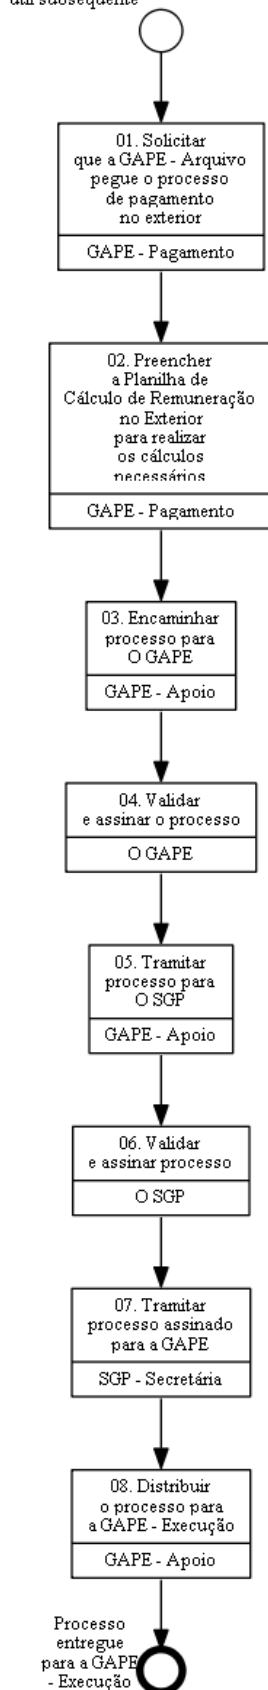 útil subsequente
01. Solicitar
que a GAPE - Arquivo
pegue o processo
de pagamento
no exterior
GAPE - Pagamento
02. Preencher
a Planilha de
Cálculo de Remuneração
no Exterior
para realizar
os cálculos
necessários
GAPE - Pagamento
03. Encaminhar
processo para
O GAPE
GAPE - Apoio
04. Validar
e assinar o processo
O GAPE
05. Tramitar
processo para
O SGP
GAPE - Apoio
06. Validar
e assinar processo
O SGP
07. Tramitar
processo assinado
para a GAPE
SGP - Secretária
08. Distribuir
o processo para
a GAPE - Execução
GAPE - Apoio
Processo
entregue
para a GAPE
- Execução